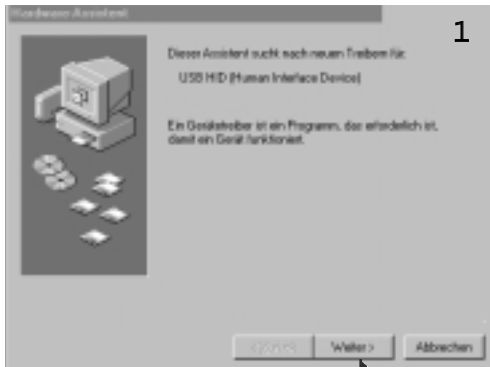 Hardware Assistent
1
Dieser Assistent sucht nach neuen Treibern für:
USB HID (Human Interface Device)
Ein Gerätetreiber ist ein Programm, das erforderlich ist,
damit ein Gerät funktioniert.
< Zurück
Weiter >
Abbrechen